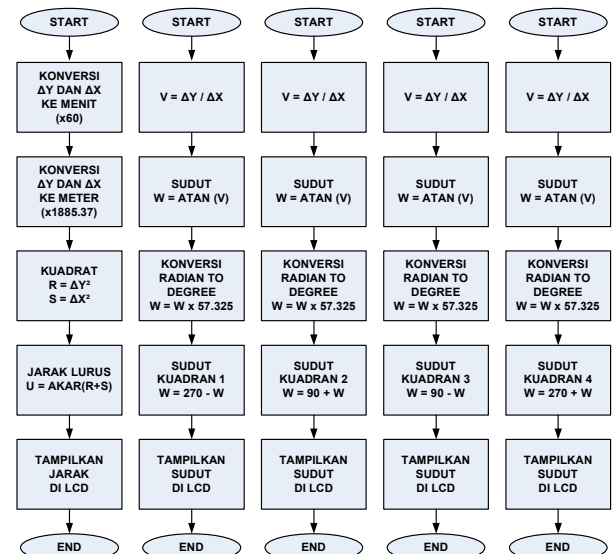 START
KONVERSI
ΔY DAN ΔX
KE MENIT
(x60)
KONVERSI
ΔY DAN ΔX
KE METER
(x1885.37)
KUADRAT
R = ΔY²
S = ΔX²
JARAK LURUS
U = AKAR(R+S)
TAMPILKAN
JARAK
DI LCD
END
START
V = ΔY / ΔX
SUDUT
W = ATAN (V)
KONVERSI
RADIAN TO
DEGREE
W = W x 57.325
SUDUT
KUADRAN 1
W = 270 - W
TAMPILKAN
SUDUT
DI LCD
END
START
V = ΔY / ΔX
SUDUT
W = ATAN (V)
KONVERSI
RADIAN TO
DEGREE
W = W x 57.325
SUDUT
KUADRAN 2
W = 90 + W
TAMPILKAN
SUDUT
DI LCD
END
START
V = ΔY / ΔX
SUDUT
W = ATAN (V)
KONVERSI
RADIAN TO
DEGREE
W = W x 57.325
SUDUT
KUADRAN 3
W = 90 - W
TAMPILKAN
SUDUT
DI LCD
END
START
V = ΔY / ΔX
SUDUT
W = ATAN (V)
KONVERSI
RADIAN TO
DEGREE
W = W x 57.325
SUDUT
KUADRAN 4
W = 270 + W
TAMPILKAN
SUDUT
DI LCD
END